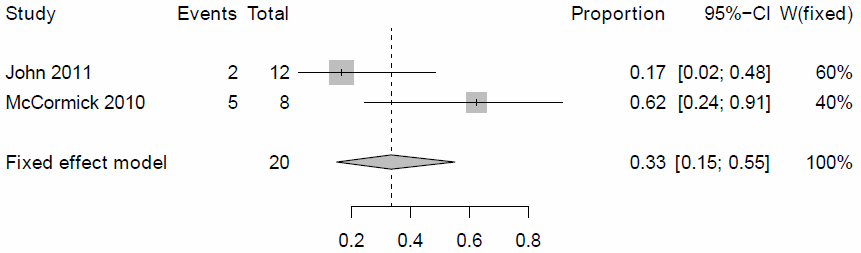 Study Events Total Proportion 95%−CI W(fixed)
John 2011 2 12 0.17 [0.02; 0.48] 60%
McCormick 2010 5 8 0.62 [0.24; 0.91] 40%
Fixed effect model 20 0.33 [0.15; 0.55] 100%
0.2 0.4 0.6 0.8